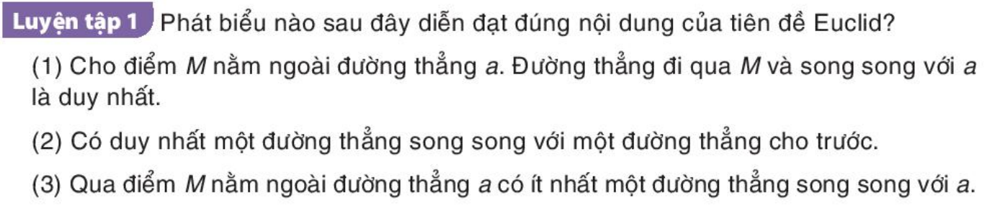 Luyện tập 1 Phát biểu nào sau đây diễn đạt đúng nội dung của tiên đề Euclid?
(1) Cho điểm M nằm ngoài đường thẳng a. Đường thẳng đi qua M và song song với a
là duy nhất.
(2) Có duy nhất một đường thẳng song song với một đường thẳng cho trước.
(3) Qua điểm M nằm ngoài đường thẳng a có ít nhất một đường thẳng song song với a.